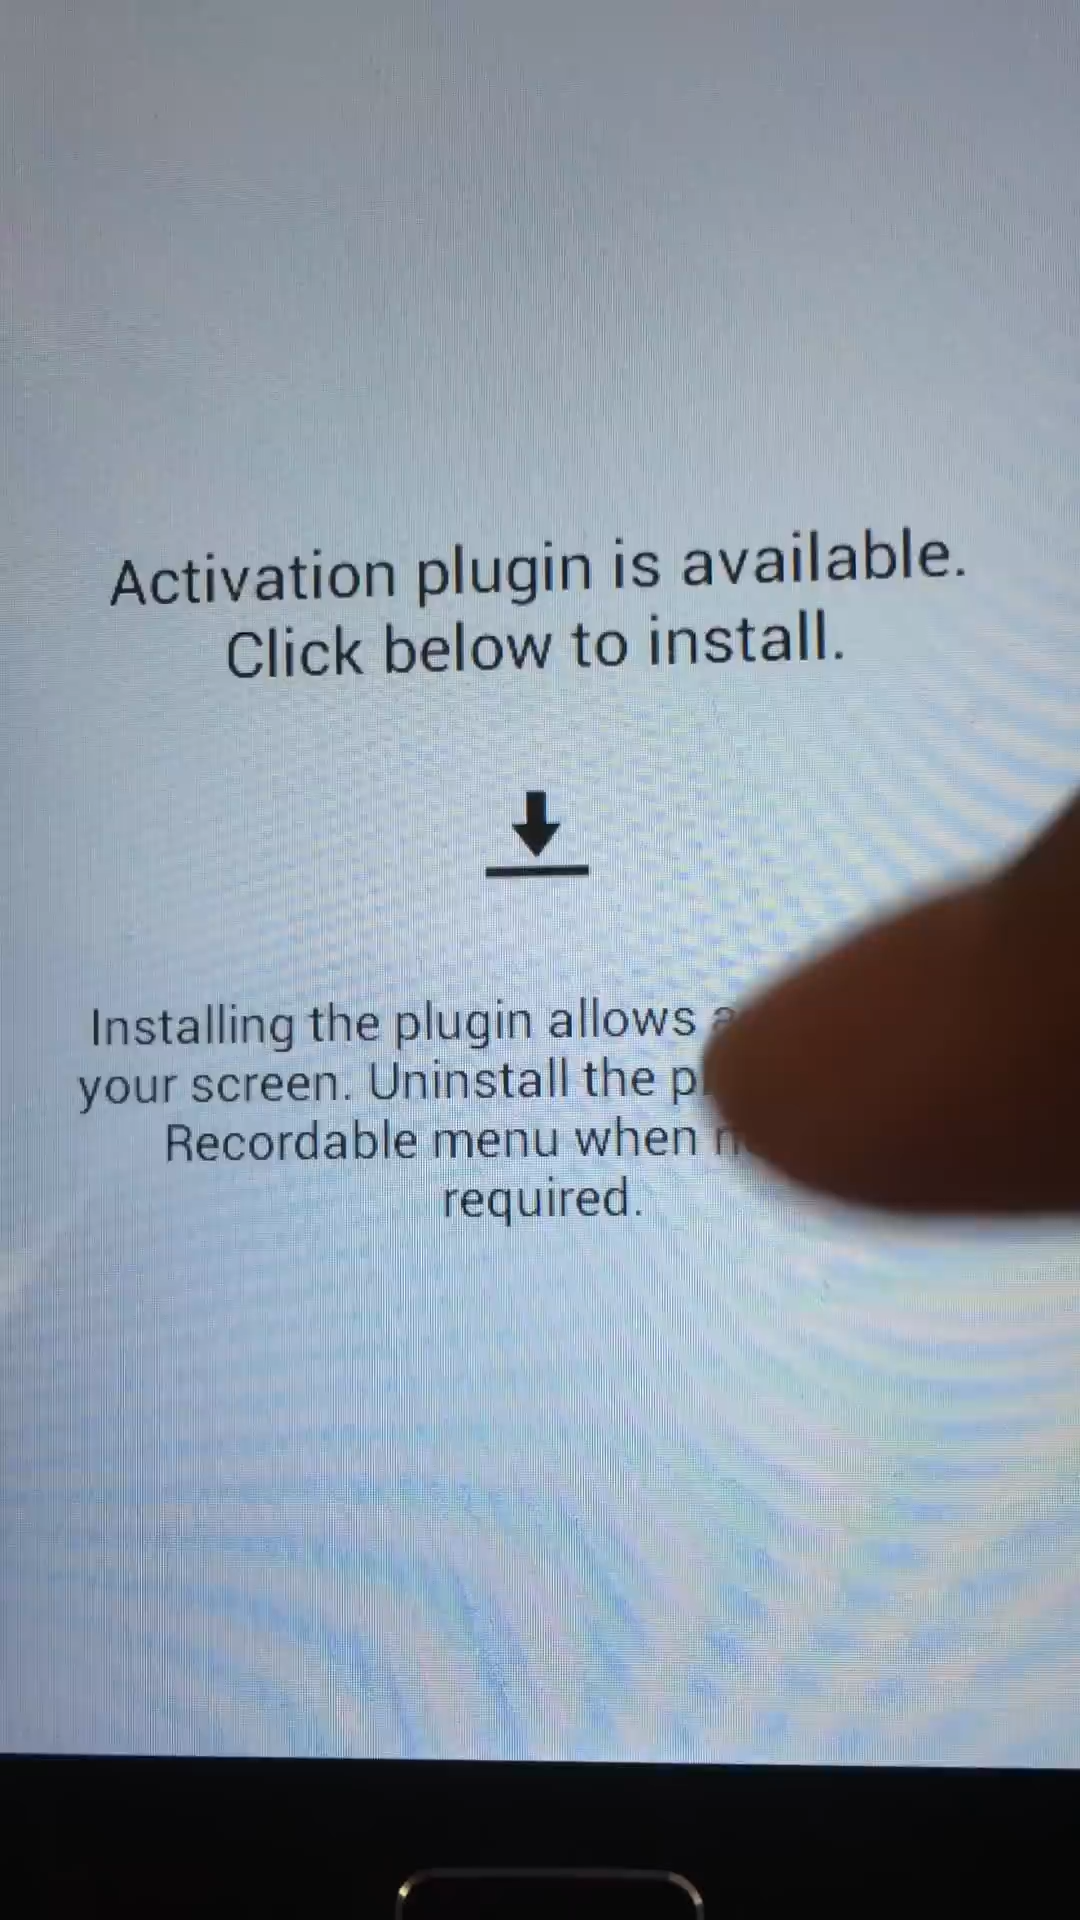 Activation plugin is available.
Click below to install.
Installing the plugin allows
your screen. Uninstall the
Recordable menu when
required.